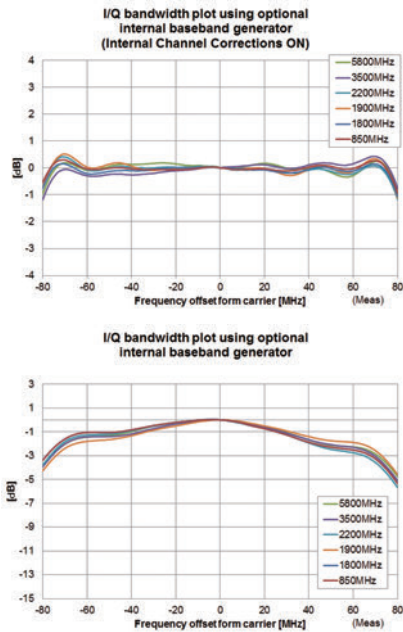 I/Q bandwidth plot using optional
internal baseband generator
(Internal Channel Corrections ON)
4
3
2
1
0
-1
-2
-3
-4
[dB]
5800MHz
3500MHz
2200MHz
1900MHz
1800MHz
850MHz
-80 -60 -40 -20 0 20 40 60 80
Frequency offset form carrier [MHz] (Meas)
I/Q bandwidth plot using optional
internal baseband generator
3
1
-1
-3
-5
-7
-9
-11
-13
-15
[dB]
5800MHz
3500MHz
2200MHz
1900MHz
1800MHz
850MHz
-80 -60 -40 -20 0 20 40 60 80
Frequency offset form carrier [MHz] (Meas)